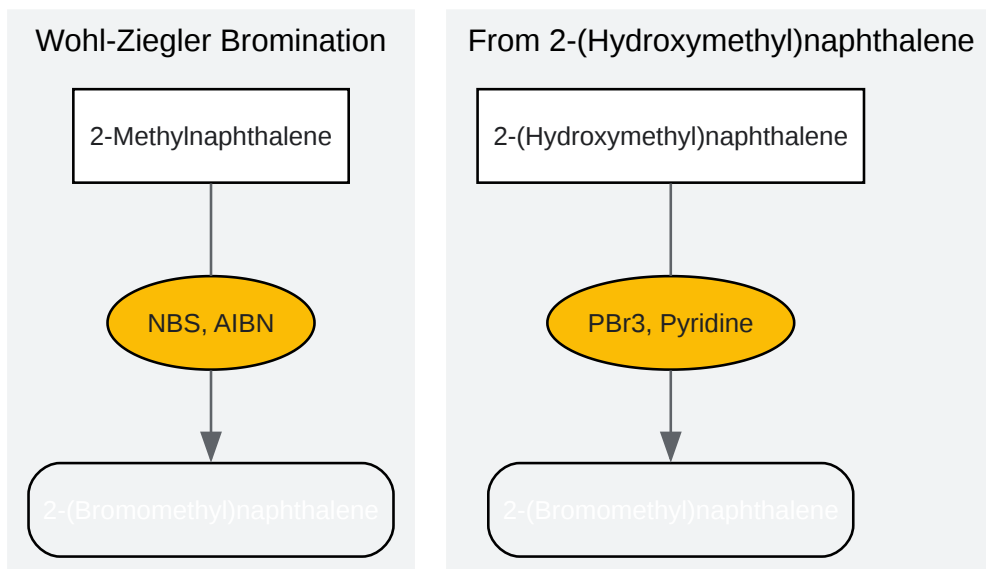 Wohl-Ziegler Bromination
2-Methylnaphthalene
NBS, AIBN
2-(Bromomethyl)naphthalene
From 2-(Hydroxymethyl)naphthalene
2-(Hydroxymethyl)naphthalene
PBr3, Pyridine
2-(Bromomethyl)naphthalene